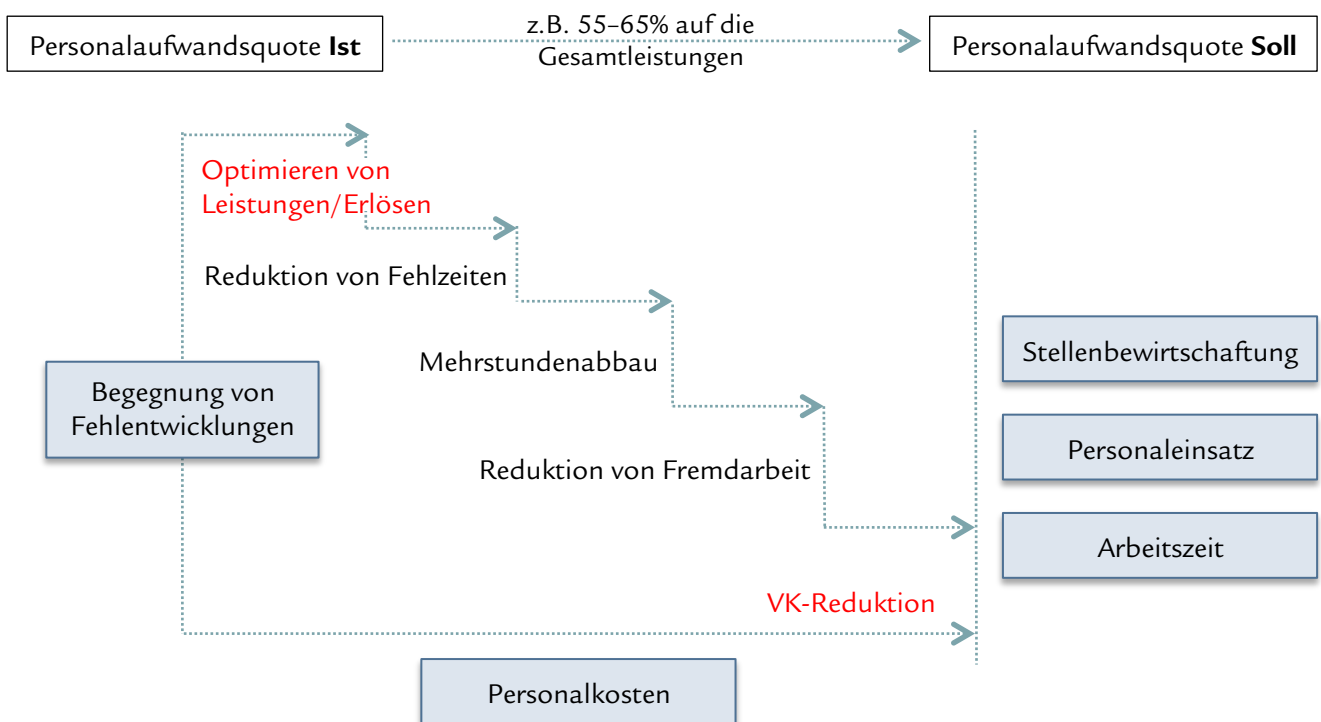 Personalaufwandsquote Ist
z.B. 55–65% auf die
Gesamtleistungen
Personalaufwandsquote Soll
Optimieren von
Leistungen/Erlösen
Reduktion von Fehlzeiten
Mehrstundenabbau
Reduktion von Fremdarbeit
Begegnung von
Fehlentwicklungen
Stellenbewirtschaftung
Personaleinsatz
Arbeitszeit
VK-Reduktion
Personalkosten